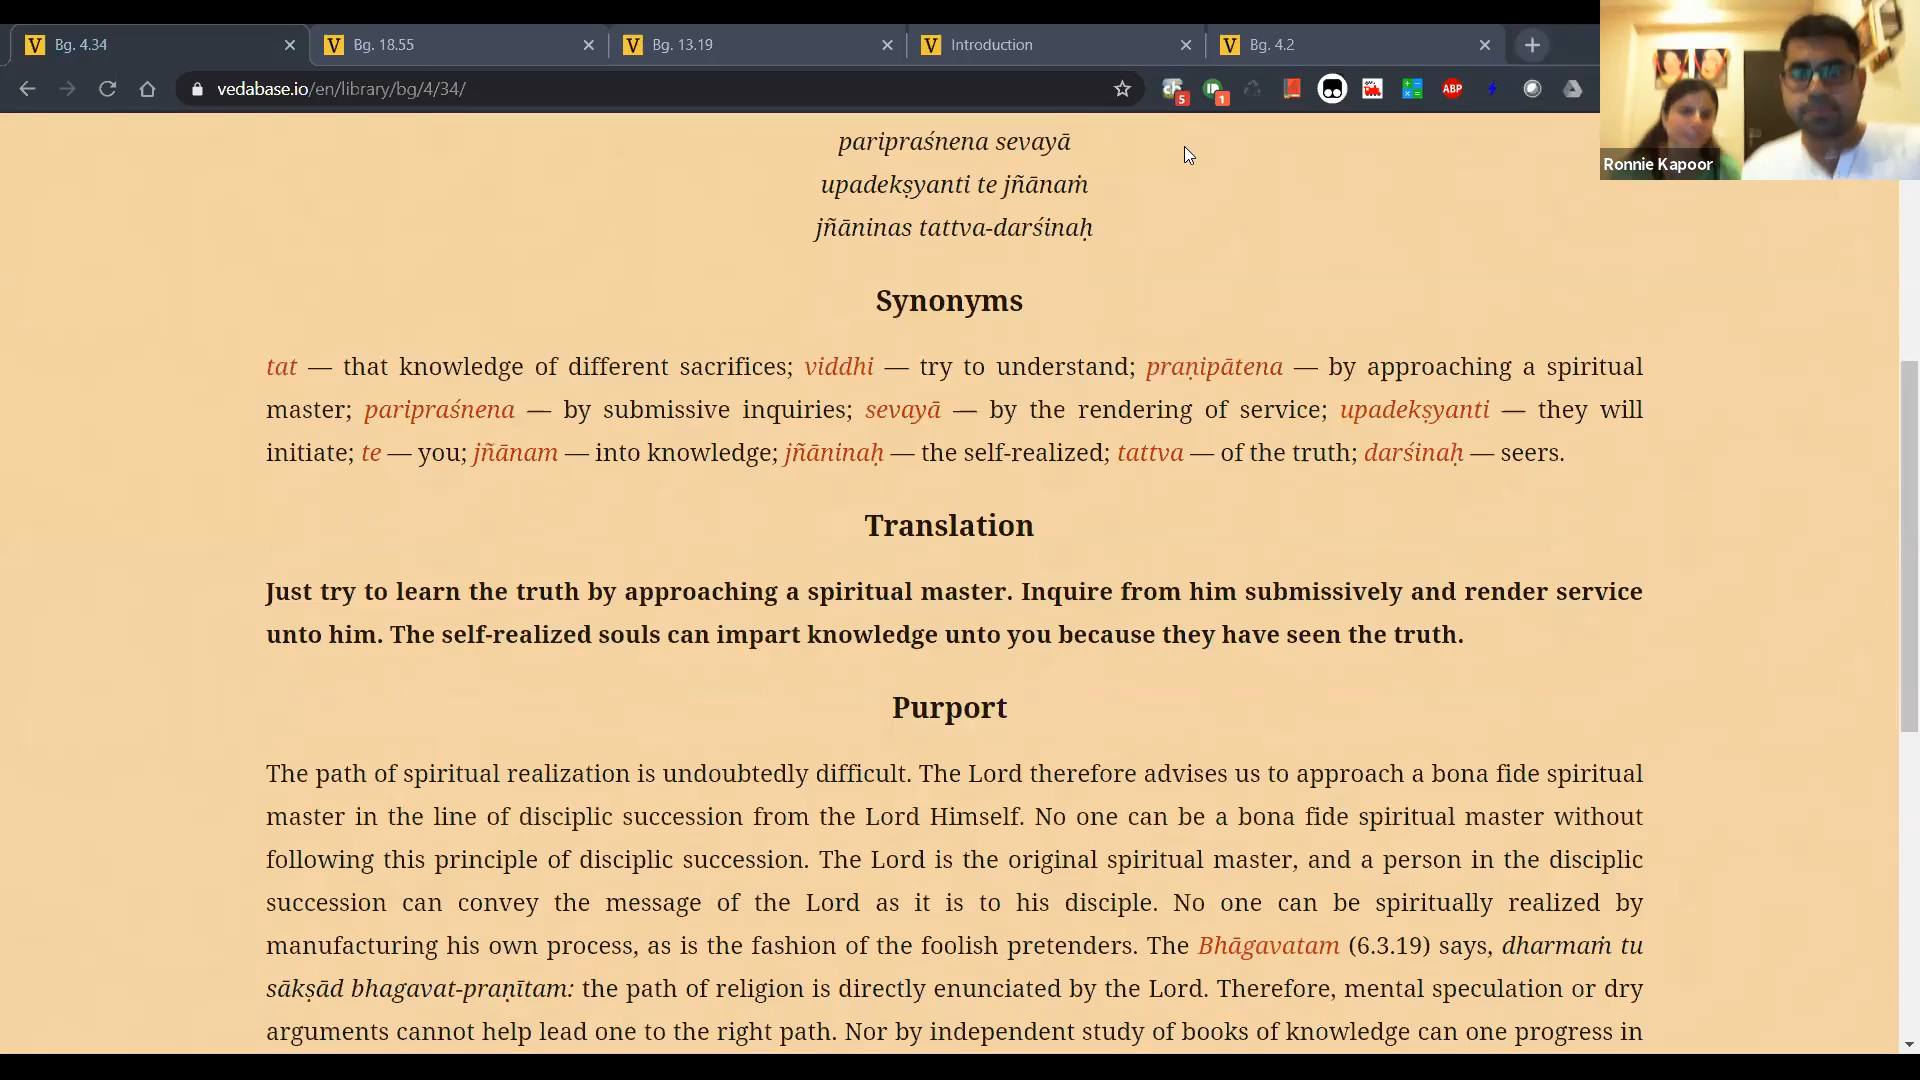 Bg. 4.34
Bg. 18.55
Bg. 13.19
Introduction
Bg. 4.2
vedabase.io/en/library/bg/4/34/
5
1
ABP
Ronnie Kapoor
paripraśnena sevayā
upadekṣyanti te jñānaṁ
jñāninas tattva-darśinaḥ
Synonyms
tat — that knowledge of different sacrifices; viddhi — try to understand; praṇipātena — by approaching a spiritual
master; paripraśnena — by submissive inquiries; sevayā — by the rendering of service; upadekṣyanti — they will
initiate; te — you; jñānam — into knowledge; jñāninaḥ — the self-realized; tattva — of the truth; darśinaḥ — seers.
Translation
Just try to learn the truth by approaching a spiritual master. Inquire from him submissively and render service
unto him. The self-realized souls can impart knowledge unto you because they have seen the truth.
Purport
The path of spiritual realization is undoubtedly difficult. The Lord therefore advises us to approach a bona fide spiritual
master in the line of disciplic succession from the Lord Himself. No one can be a bona fide spiritual master without
following this principle of disciplic succession. The Lord is the original spiritual master, and a person in the disciplic
succession can convey the message of the Lord as it is to his disciple. No one can be spiritually realized by
manufacturing his own process, as is the fashion of the foolish pretenders. The Bhāgavatam (6.3.19) says, dharmaṁ tu
sākṣād bhagavat-praṇītam: the path of religion is directly enunciated by the Lord. Therefore, mental speculation or dry
arguments cannot help lead one to the right path. Nor by independent study of books of knowledge can one progress in